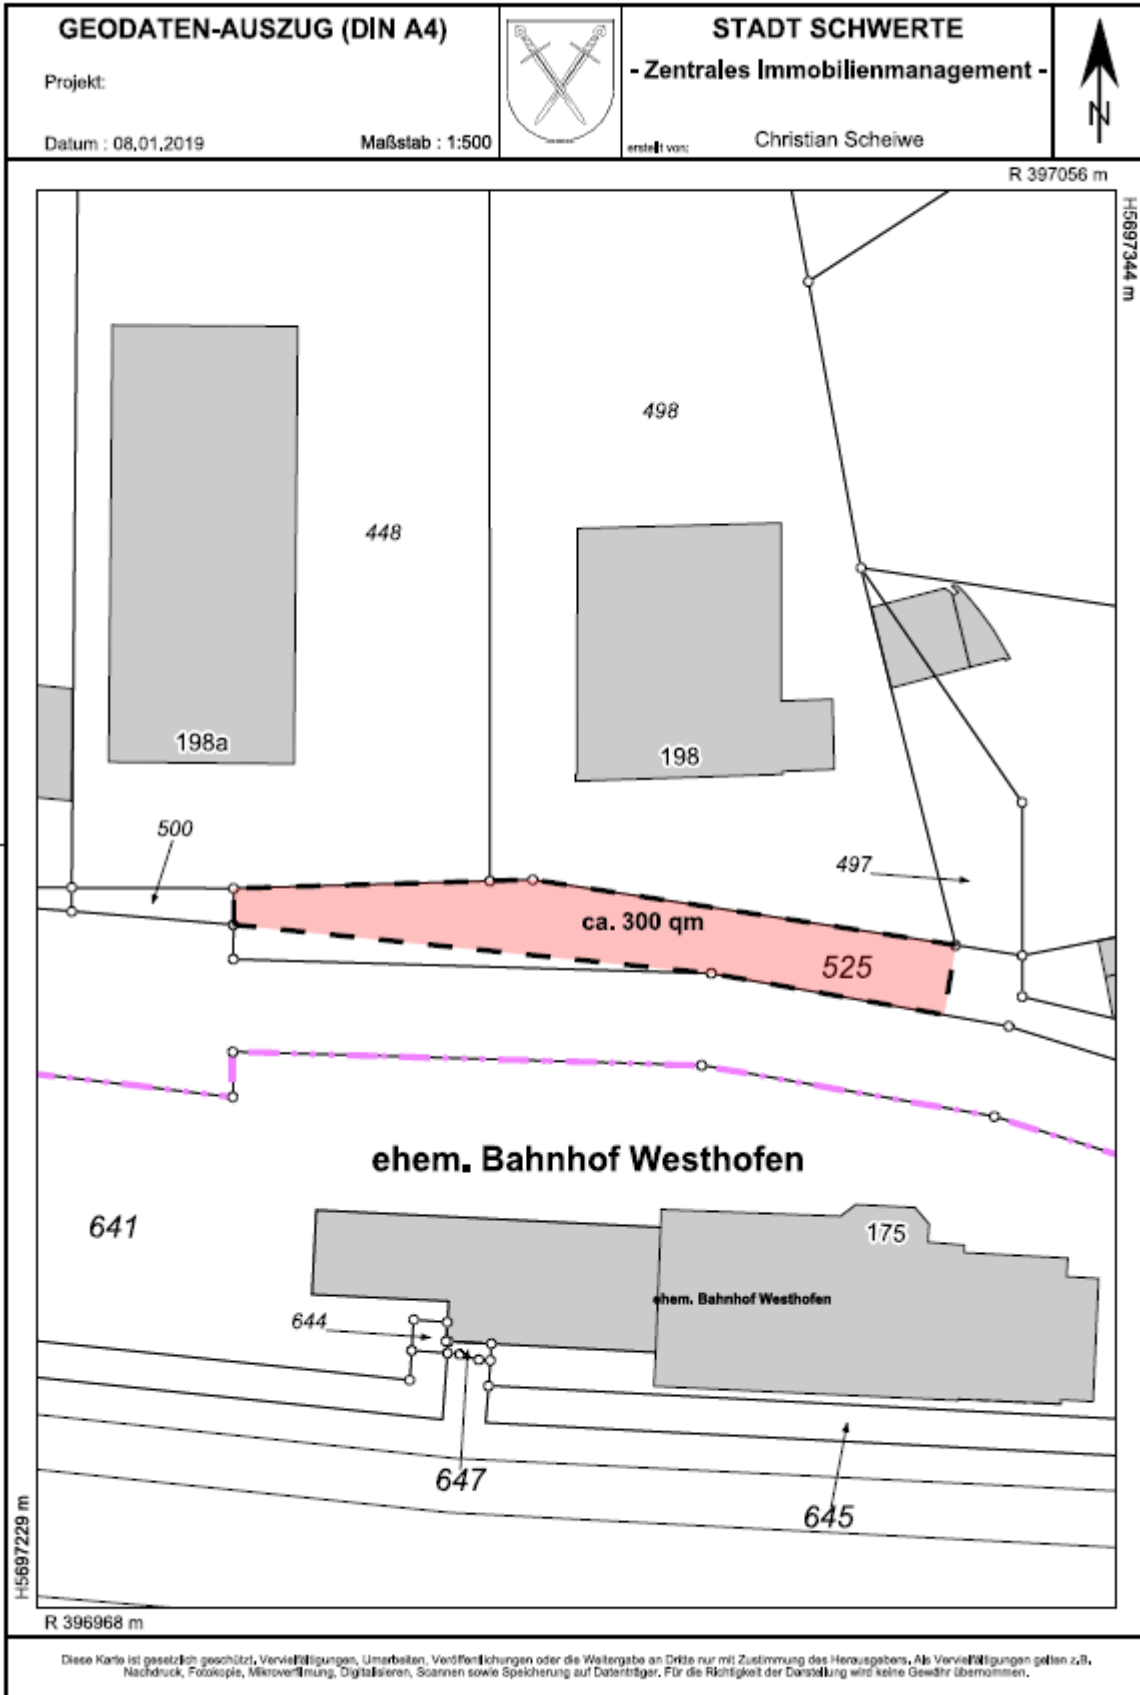 GEODATEN-AUSZUG (DIN A4)
Projekt:
Datum : 08.01.2019
Maßstab : 1:500
STADT SCHWERTE
- Zentrales Immobilienmanagement -
erstellt von:
Christian Scheiwe
N
R 397056 m
H5697344 m
498
448
198a
198
500
497
ca. 300 qm
525
ehem. Bahnhof Westhofen
641
175
ehem. Bahnhof Westhofen
644
647
645
H5697229 m
R 396968 m
Diese Karte ist gesetzlich geschützt. Vervielfältigungen, Umarbeiten, Veröffentlichungen oder die Weitergabe an Dritte nur mit Zustimmung des Herausgebers. Als Vervielfältigungen gelten z.B.
Nachdruck, Fotokopie, Mikroverfilmung, Digitalisieren, Scannen sowie Speicherung auf Datenträger. Für die Richtigkeit der Darstellung wird keine Gewähr übernommen.